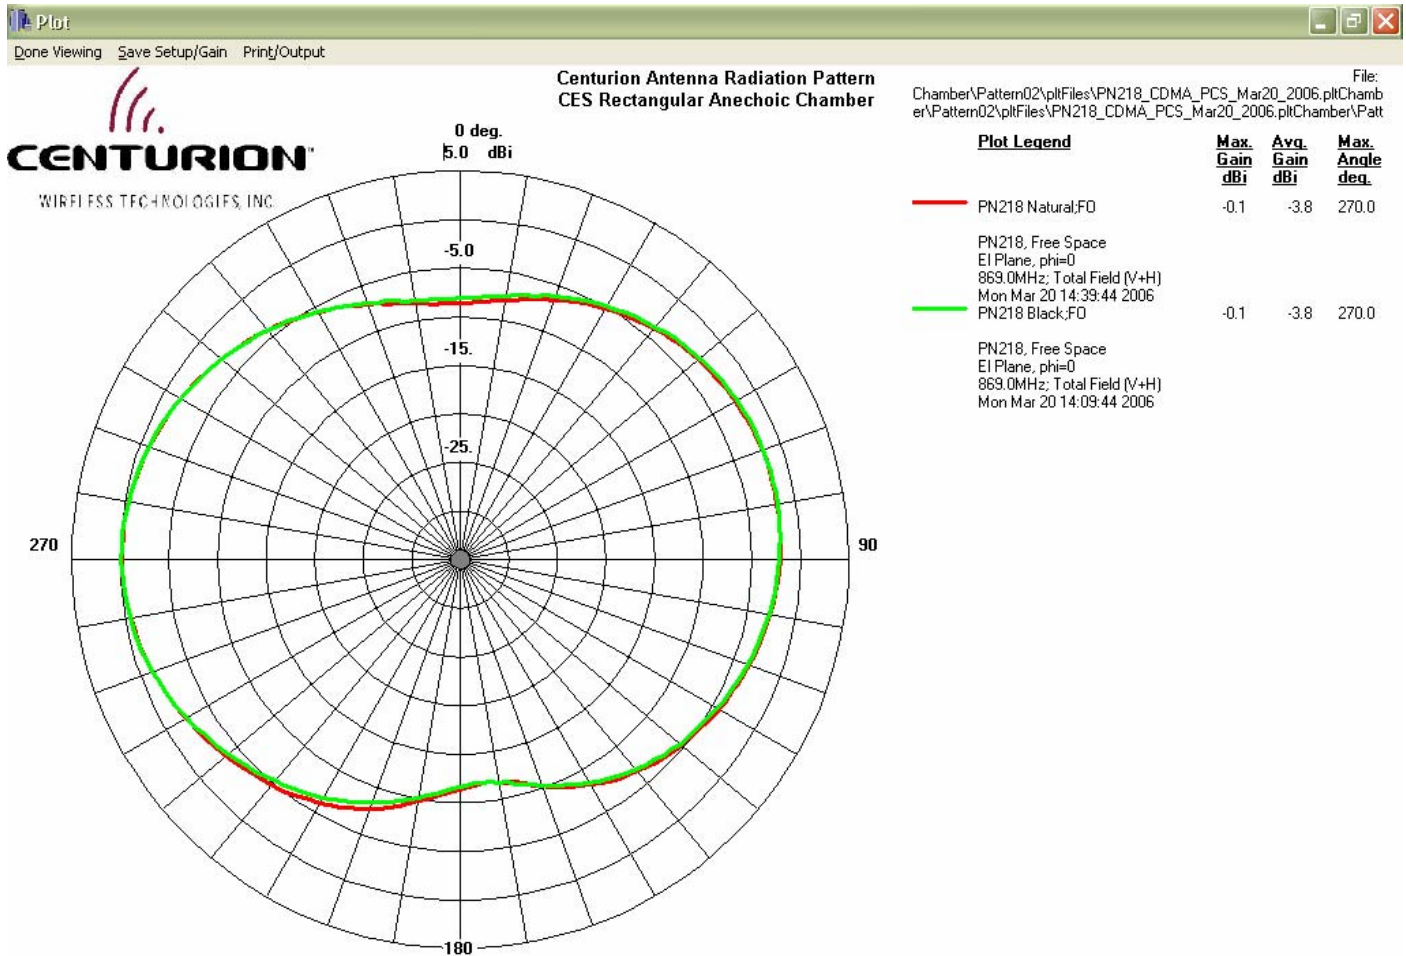 Plot
Done Viewing Save Setup/Gain Print/Output
CENTURION™
WIRELESS TECHNOLOGIES, INC.
Centurion Antenna Radiation Pattern
CES Rectangular Anechoic Chamber
File:
Chamber\Pattern02\pltFiles\PN218_CDMA_PCS_Mar20_2006.pltChamb
er\Pattern02\pltFiles\PN218_CDMA_PCS_Mar20_2006.pltChamber\Patt
Plot Legend Max. Gain dBi Avg. Gain dBi Max. Angle deg.
PN218 Natural;FO -0.1 -3.8 270.0
PN218, Free Space
El Plane, phi=0
869.0MHz; Total Field (V+H)
Mon Mar 20 14:39:44 2006
PN218 Black;FO -0.1 -3.8 270.0
PN218, Free Space
El Plane, phi=0
869.0MHz; Total Field (V+H)
Mon Mar 20 14:09:44 2006
0 deg.
5.0 dBi
-5.0
-15.
-25.
270
90
180